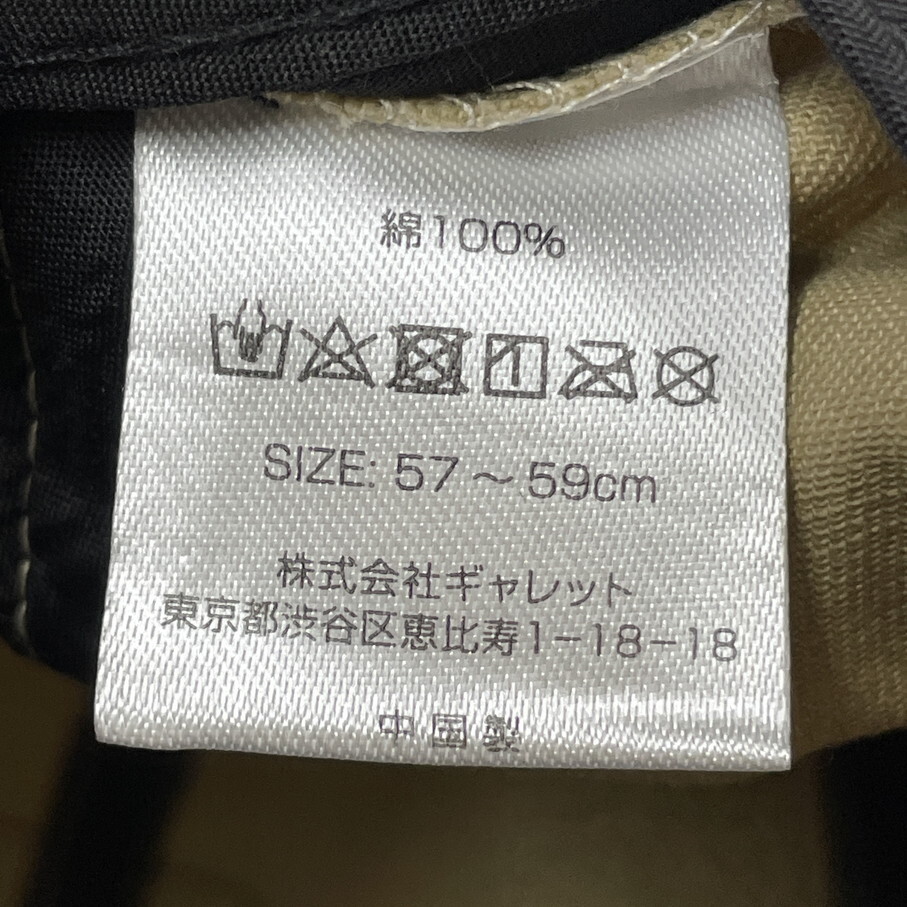 綿100%
SIZE: 57～59cm
株式会社ギャレット
東京都渋谷区恵比寿1-18-18
中国製